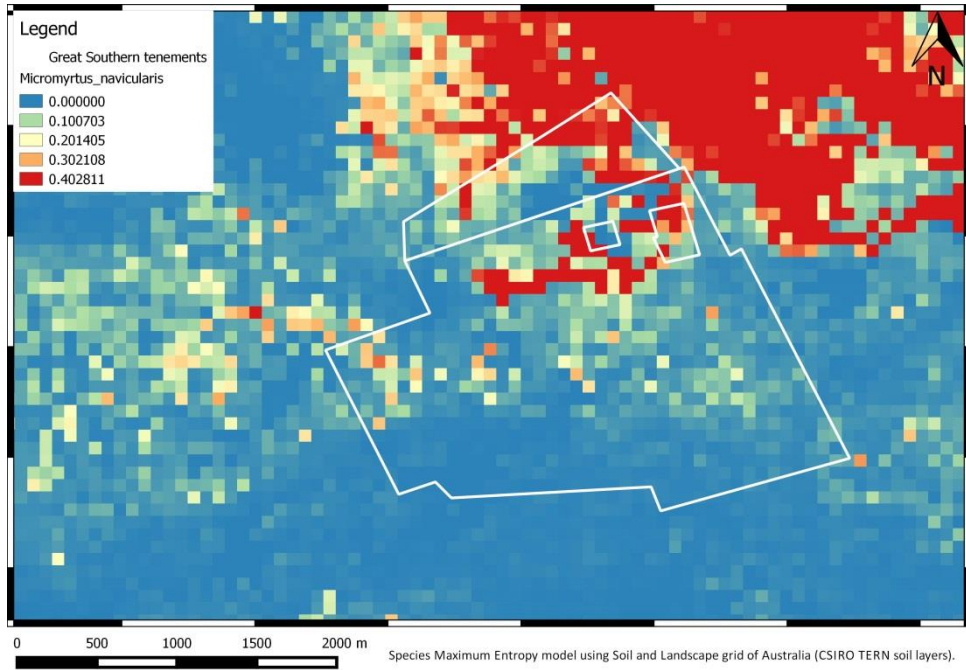 Legend
Great Southern tenements
Micromyrtus_navicularis
0.000000
0.100703
0.201405
0.302108
0.402811
N
0 500 1000 1500 2000 m
Species Maximum Entropy model using Soil and Landscape grid of Australia (CSIRO TERN soil layers).